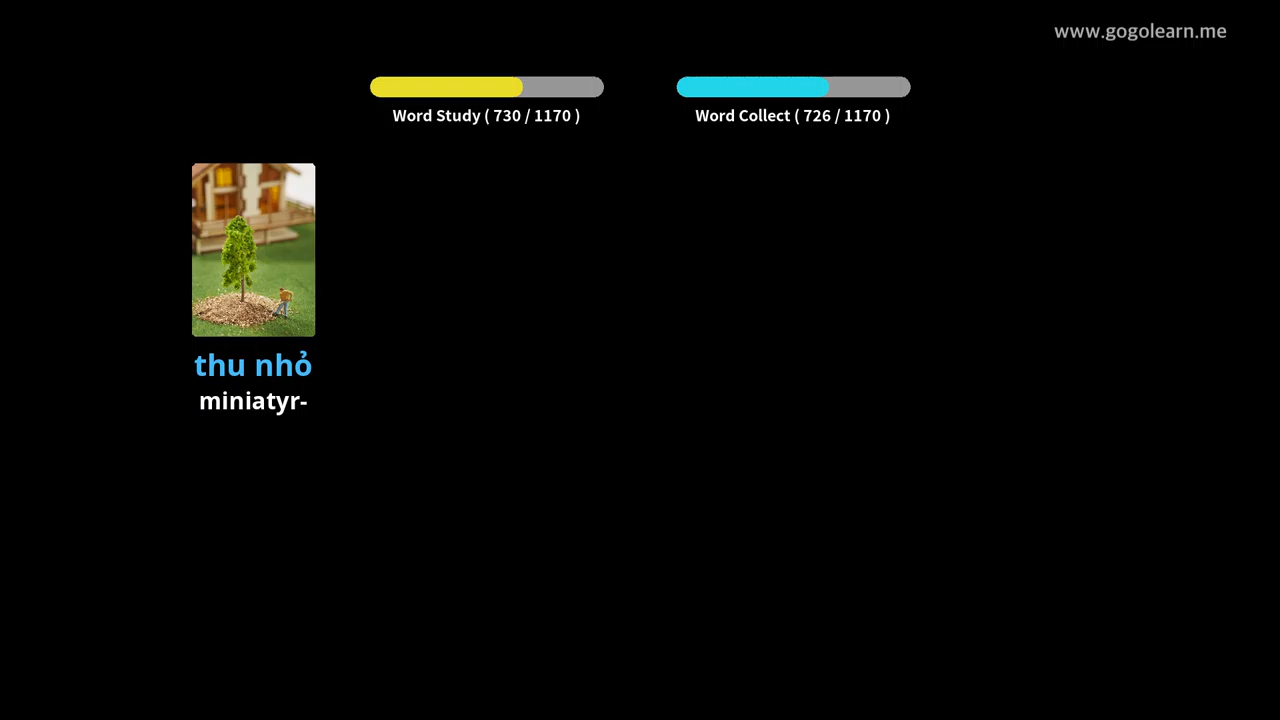 www.gogolearn.me
Word Study ( 730 / 1170 )
Word Collect ( 726 / 1170 )
thu nhỏ
miniatyr-